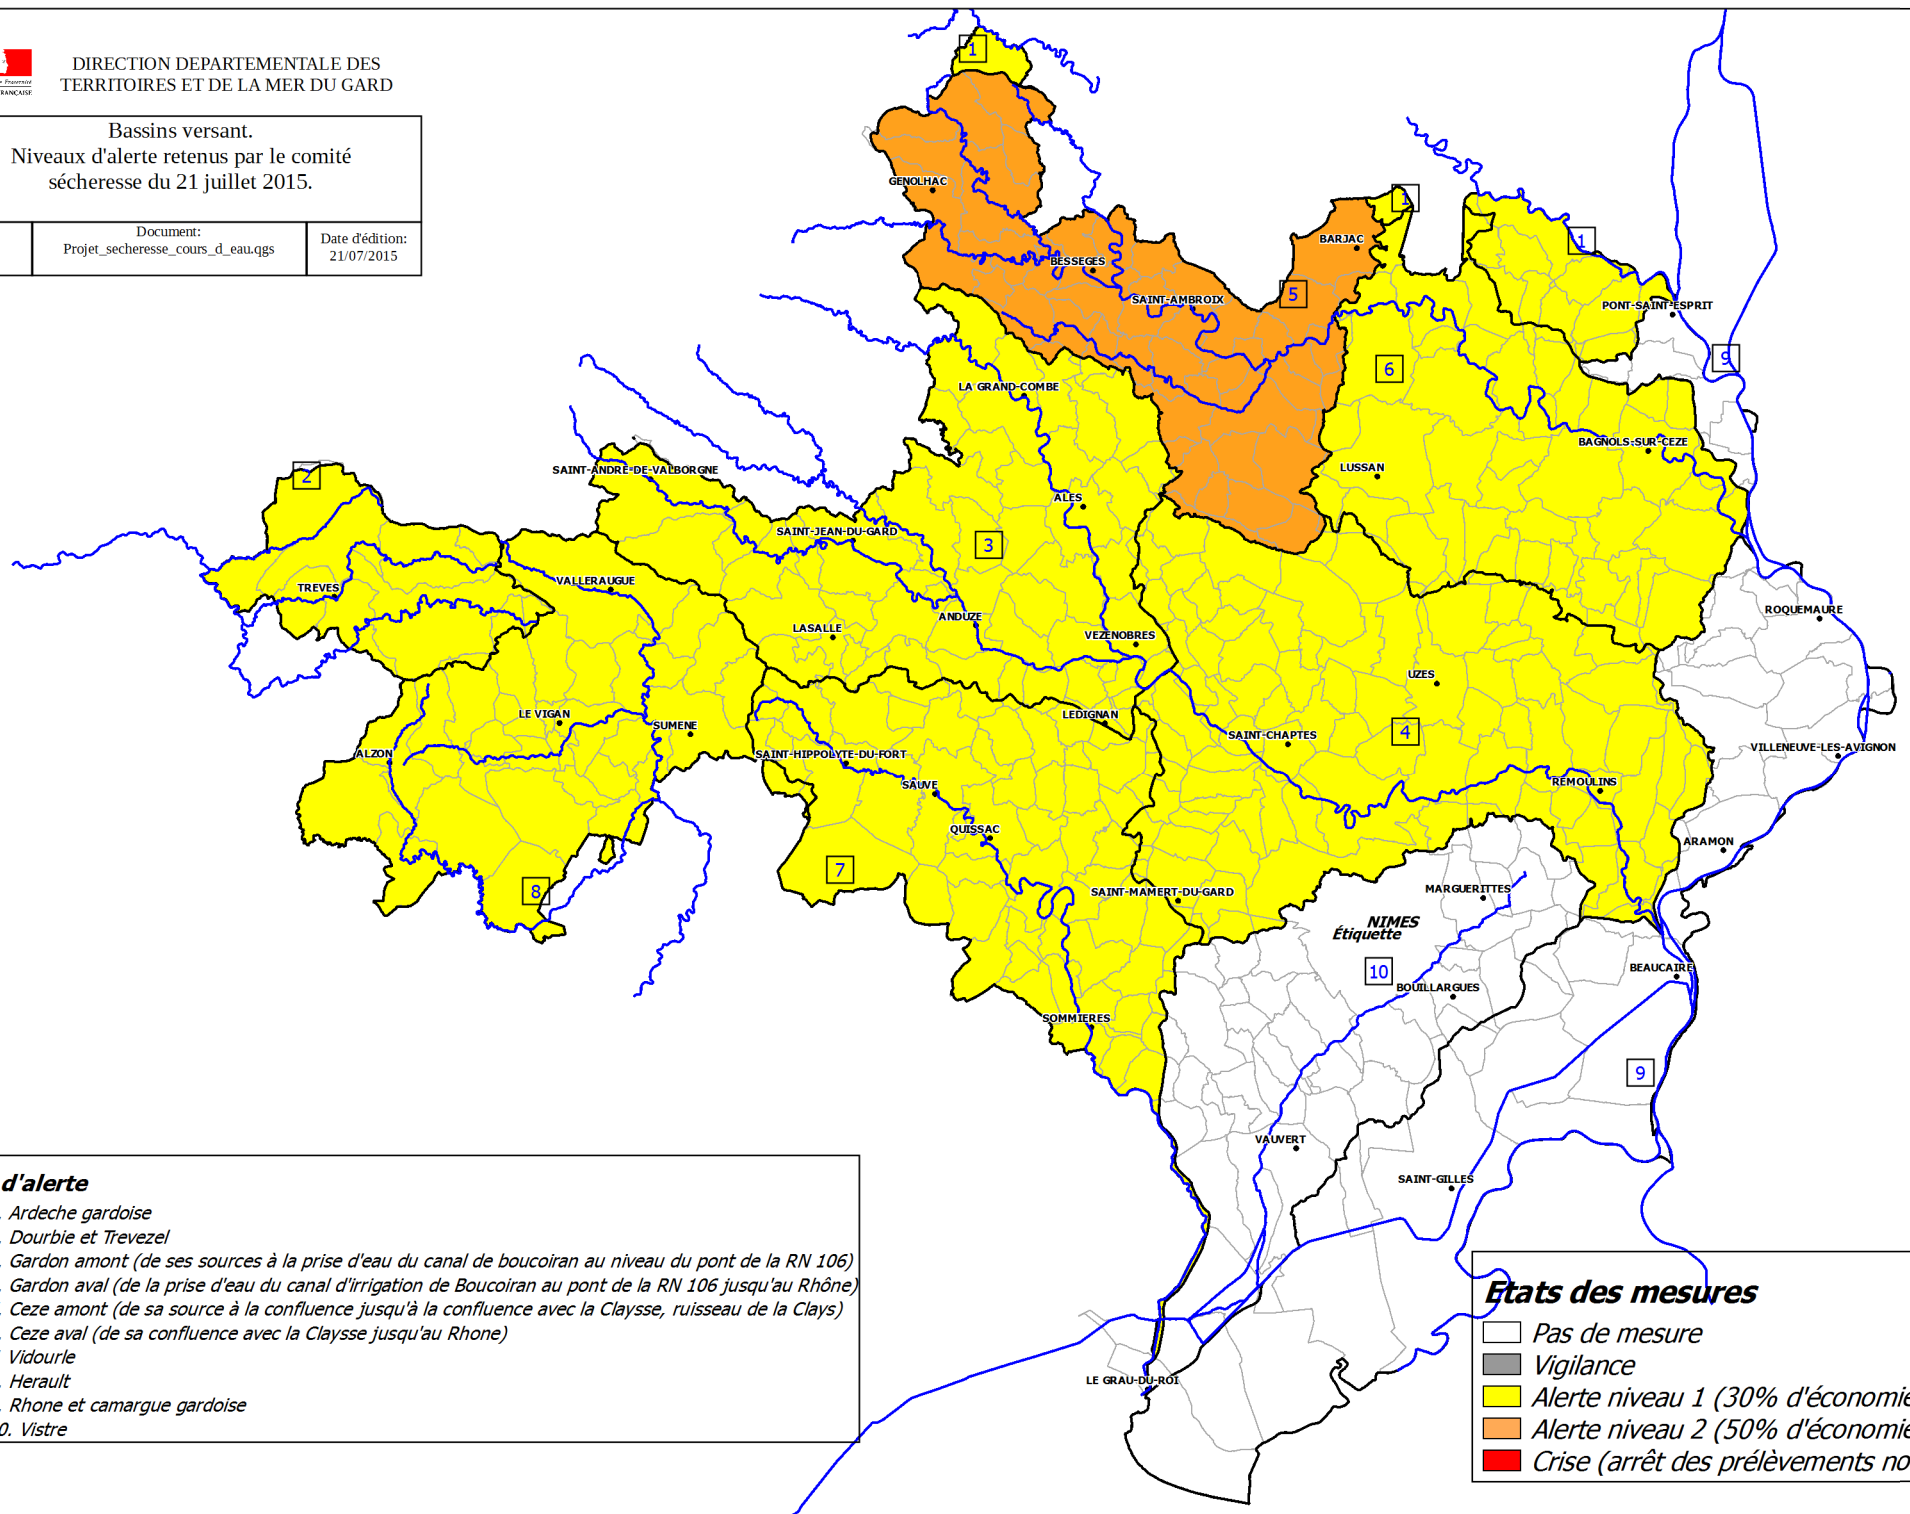 DIRECTION DEPARTEMENTALE DES
TERRITOIRES ET DE LA MER DU GARD
Bassins versant.
Niveaux d'alerte retenus par le comité
sécheresse du 21 juillet 2015.
Document:
Projet_secheresse_cours_d_eau.qgs
Date d'édition:
21/07/2015
1
GENOLHAC
BESSEGES
SAINT-AMBROIX
BARJAC
1
1
5
PONT-SAINT-ESPRIT
9
6
LA GRAND-COMBE
BAGNOLS-SUR-CEZE
LUSSAN
2
SAINT-ANDRE-DE-VALBORGNE
ALES
SAINT-JEAN-DU-GARD
3
TREVES
VALLERAUGUE
LASALLE
ANDUZE
VEZENOBRES
ROQUEMAURE
UZES
LE VIGAN
SUMENE
LEDIGNAN
SAINT-CHAPTES
4
ALZON
SAINT-HIPPOLYTE-DU-FORT
VILLENEUVE-LES-AVIGNON
SAUVE
REMOULINS
QUISSAC
ARAMON
7
8
SAINT-MAMERT-DU-GARD
MARGUERITTES
NIMES
Étiquette
10
BOUILLARGUES
BEAUCAIRE
SOMMIERES
9
VAUVERT
SAINT-GILLES
LE GRAU-DU-ROI
d'alerte
. Ardeche gardoise
. Dourbie et Trevezel
. Gardon amont (de ses sources à la prise d'eau du canal de boucoiran au niveau du pont de la RN 106)
. Gardon aval (de la prise d'eau du canal d'irrigation de Boucoiran au pont de la RN 106 jusqu'au Rhône)
. Ceze amont (de sa source à la confluence jusqu'à la confluence avec la Claysse, ruisseau de la Clays)
. Ceze aval (de sa confluence avec la Claysse jusqu'au Rhone)
Vidourle
. Herault
. Rhone et camargue gardoise
0. Vistre
Etats des mesures
Pas de mesure
Vigilance
Alerte niveau 1 (30% d'économie
Alerte niveau 2 (50% d'économie
Crise (arrêt des prélèvements no